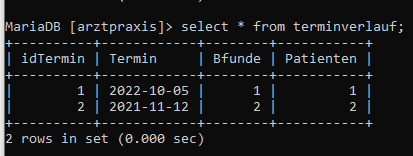 MariaDB [arztpraxis]> select * from terminverlauf;
+----------+------------+--------+-----------+
| idTermin | Termin     | Bfunde | Patienten |
+----------+------------+--------+-----------+
|        1 | 2022-10-05 |      1 |         1 |
|        2 | 2021-11-12 |      2 |         2 |
+----------+------------+--------+-----------+
2 rows in set (0.000 sec)